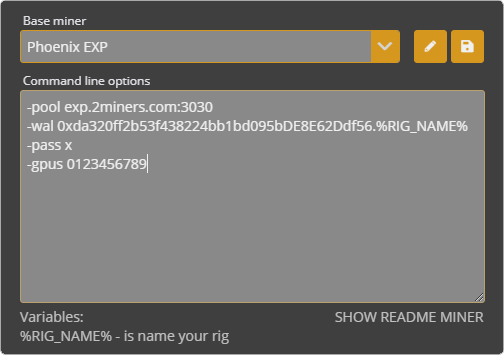 Base miner
Phoenix EXP
Command line options
-pool exp.2miners.com:3030
-wal 0xda320ff2b53f438224bb1bd095bDE8E62Ddf56.%RIG_NAME%
-pass x
-gpus 0123456789
Variables:
SHOW README MINER
%RIG_NAME% - is name your rig